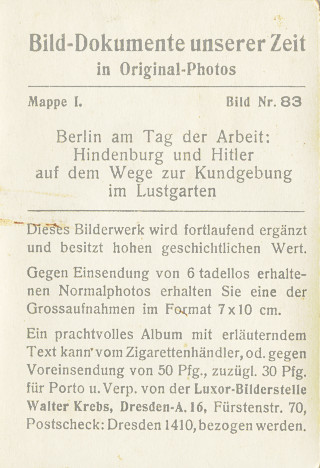 Bild-Dokumente unserer Zeit
in Original-Photos
Mappe I. Bild Nr. 83
Berlin am Tag der Arbeit:
Hindenburg und Hitler
auf dem Wege zur Kundgebung
im Lustgarten
Dieses Bilderwerk wird fortlaufend ergänzt
und besitzt hohen geschichtlichen Wert.
Gegen Einsendung von 6 tadellos erhalte-
nen Normalphotos erhalten Sie eine der
Grossaufnahmen im Format 7x10 cm.
Ein prachtvolles Album mit erläuterndem
Text kann vom Zigarettenhändler, od. gegen
Voreinsendung von 50 Pfg., zuzügl. 30 Pfg.
für Porto u. Verp. von der Luxor-Bilderstelle
Walter Krebs, Dresden-A. 16, Fürstenstr. 70,
Postscheck: Dresden 1410, bezogen werden.